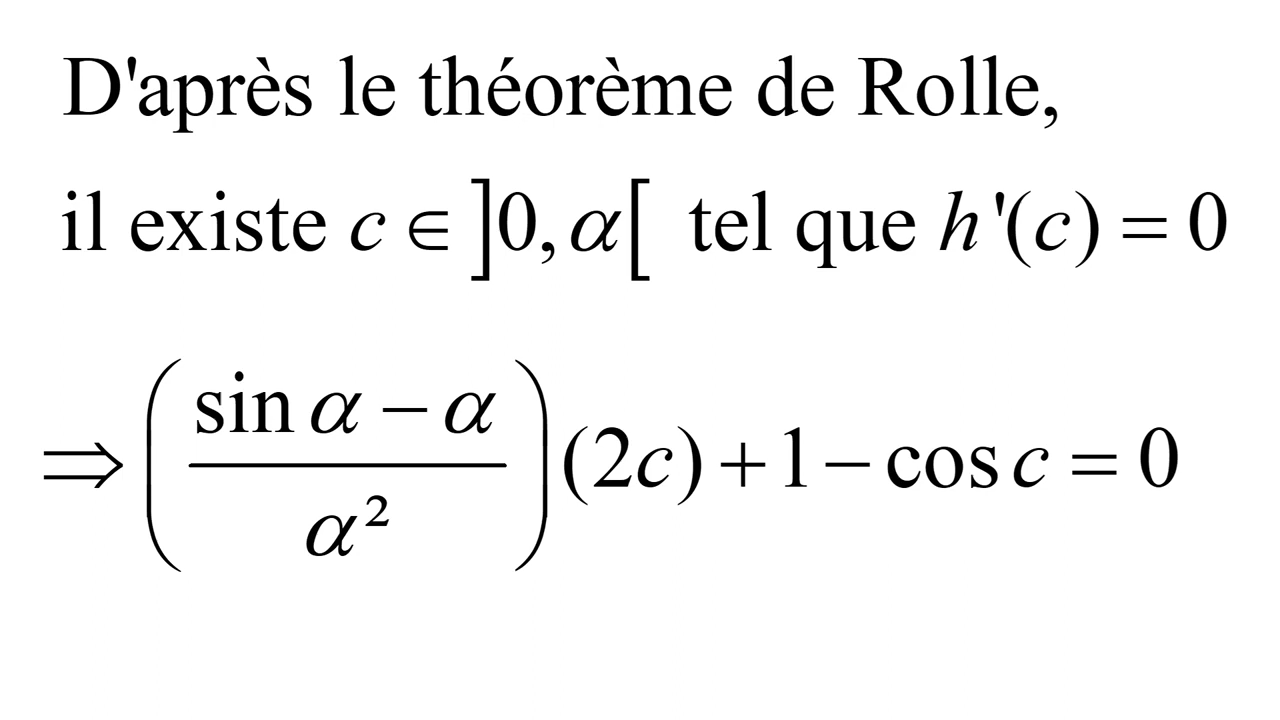 D'après le théorème de Rolle,
il existe c ∈ ]0, α[ tel que h'(c) = 0
⇒ ( (sin α − α) / α² ) (2c) + 1 − cos c = 0